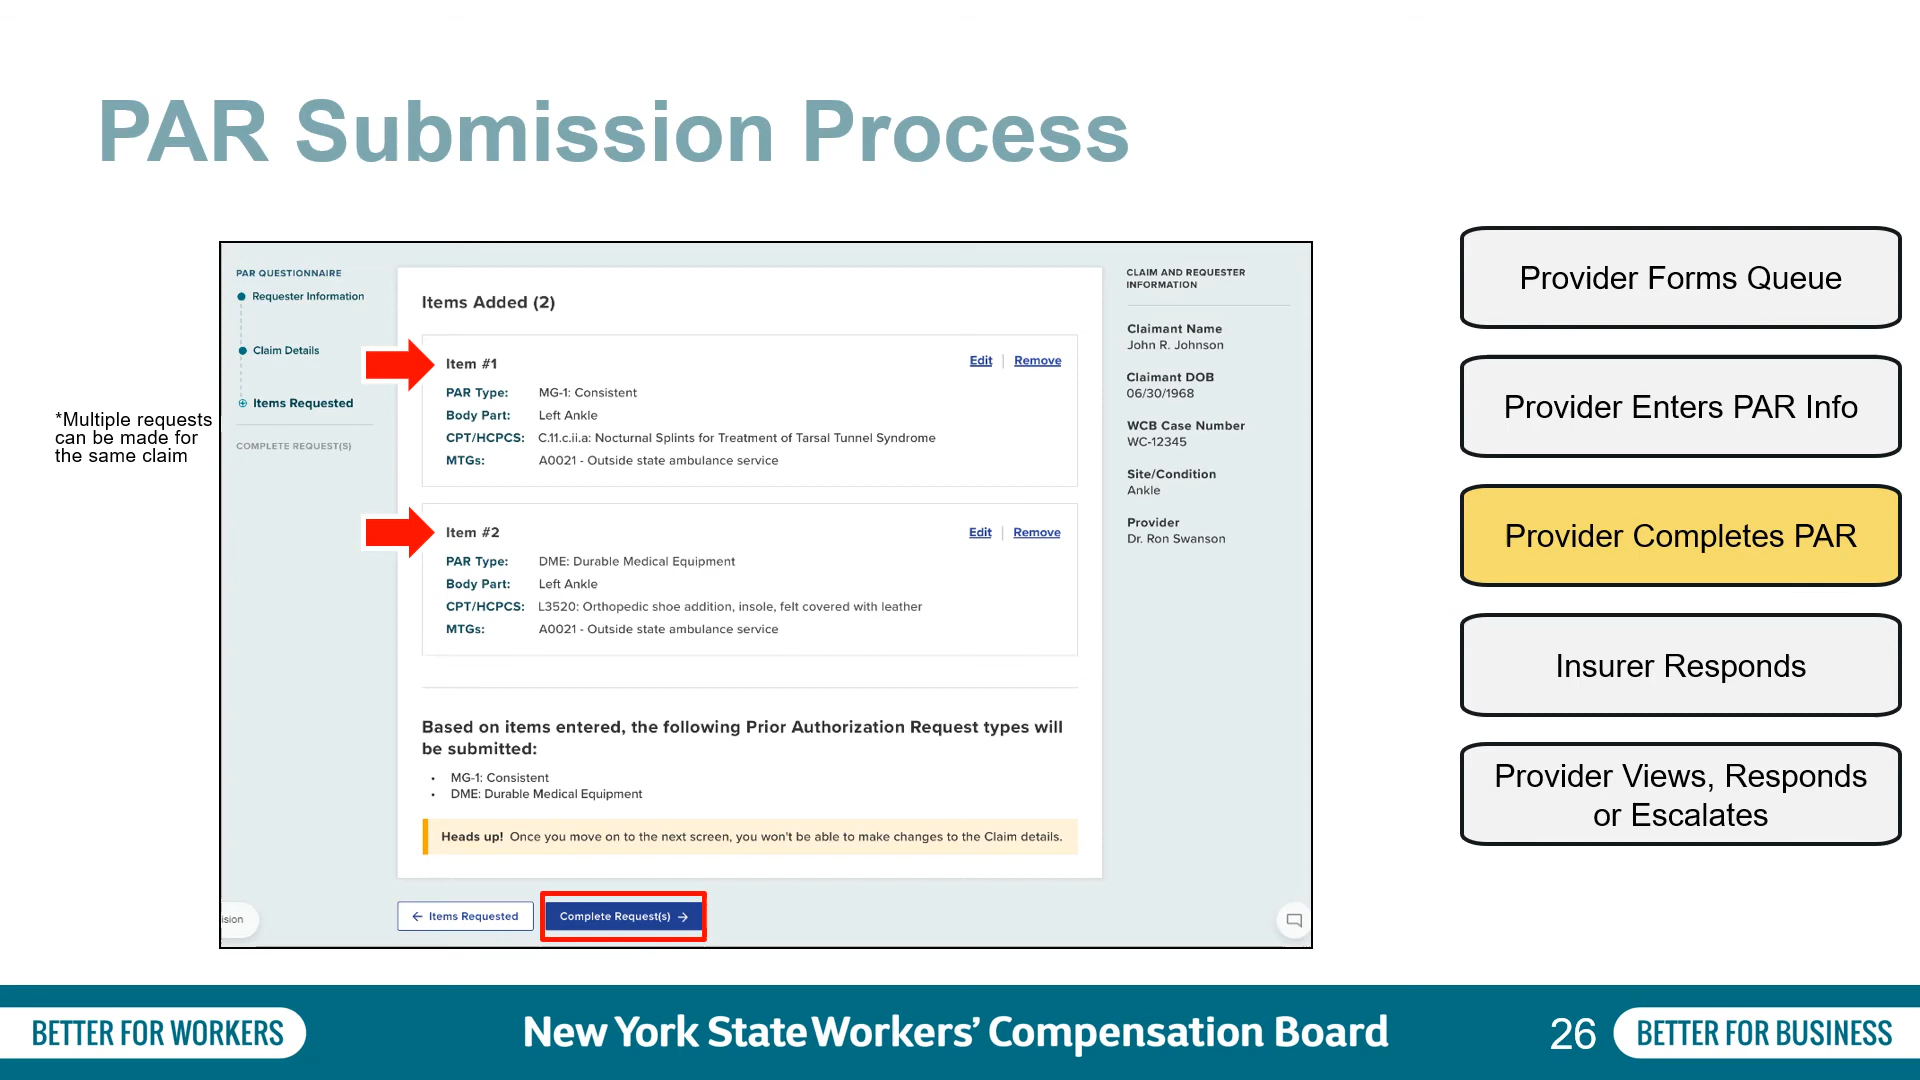 PAR Submission Process
*Multiple requests
can be made for
the same claim
PAR QUESTIONNAIRE
Requester Information
Claim Details
Items Requested
COMPLETE REQUEST(S)
Items Added (2)
Item #1
Edit | Remove
PAR Type: MG-1: Consistent
Body Part: Left Ankle
CPT/HCPCS: C.11.c.ii.a: Nocturnal Splints for Treatment of Tarsal Tunnel Syndrome
MTGs: A0021 - Outside state ambulance service
Item #2
Edit | Remove
PAR Type: DME: Durable Medical Equipment
Body Part: Left Ankle
CPT/HCPCS: L3520: Orthopedic shoe addition, insole, felt covered with leather
MTGs: A0021 - Outside state ambulance service
Based on items entered, the following Prior Authorization Request types will
be submitted:
• MG-1: Consistent
• DME: Durable Medical Equipment
Heads up! Once you move on to the next screen, you won't be able to make changes to the Claim details.
← Items Requested
Complete Request(s) →
ision
CLAIM AND REQUESTER
INFORMATION
Claimant Name
John R. Johnson
Claimant DOB
06/30/1968
WCB Case Number
WC-12345
Site/Condition
Ankle
Provider
Dr. Ron Swanson
Provider Forms Queue
Provider Enters PAR Info
Provider Completes PAR
Insurer Responds
Provider Views, Responds
or Escalates
BETTER FOR WORKERS
New York State Workers' Compensation Board
26
BETTER FOR BUSINESS